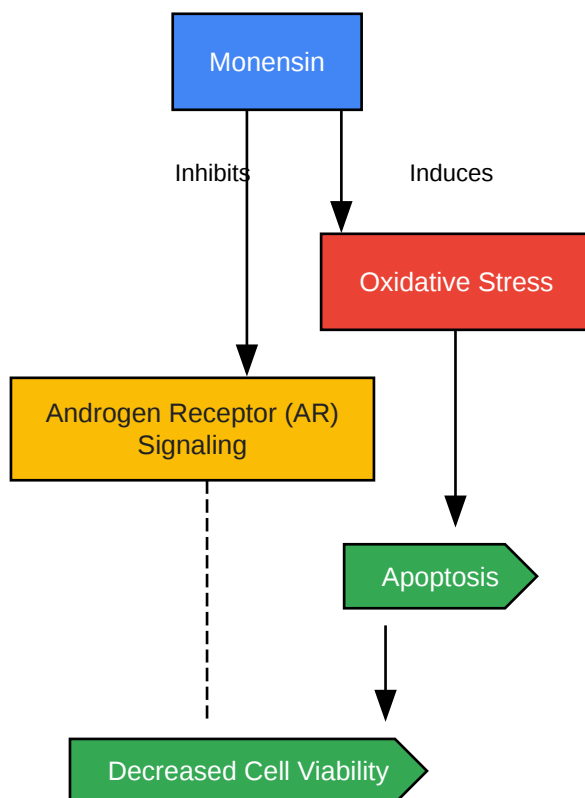 Monensin
Inhibits
Induces
Oxidative Stress
Androgen Receptor (AR)
Signaling
Apoptosis
Decreased Cell Viability